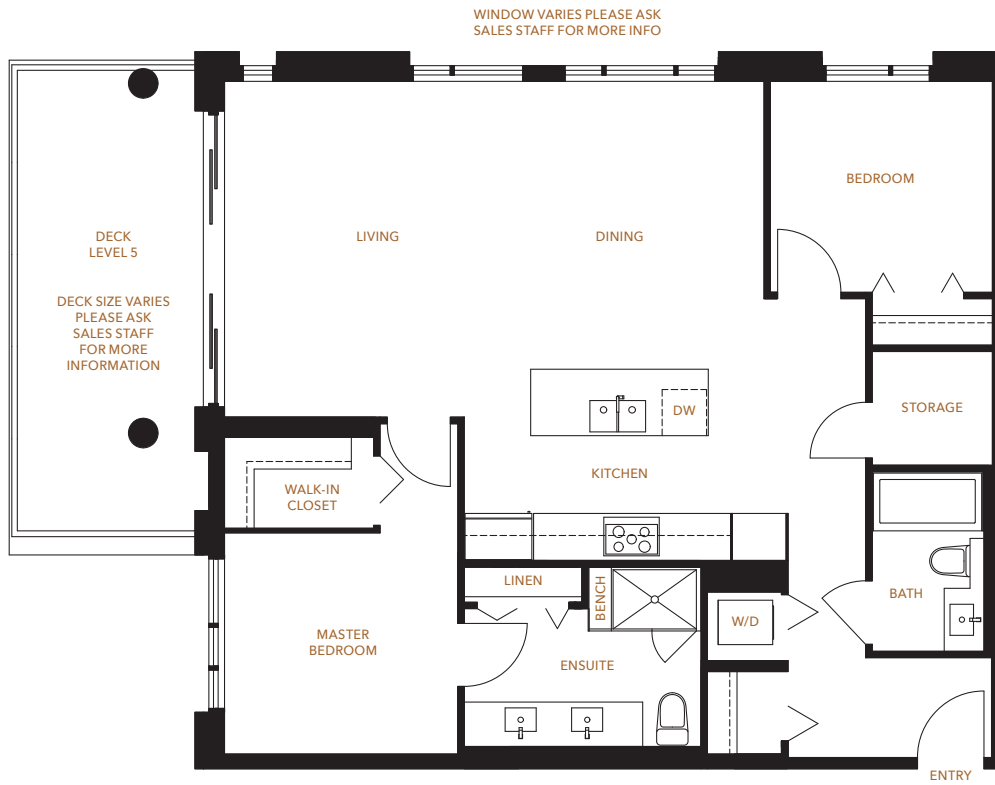 WINDOW VARIES PLEASE ASK
SALES STAFF FOR MORE INFO
BEDROOM
DECK
LEVEL 5
LIVING
DINING
DECK SIZE VARIES
PLEASE ASK
SALES STAFF
FOR MORE
INFORMATION
DW
STORAGE
KITCHEN
WALK-IN
CLOSET
LINEN
BENCH
BATH
W/D
MASTER
BEDROOM
ENSUITE
ENTRY